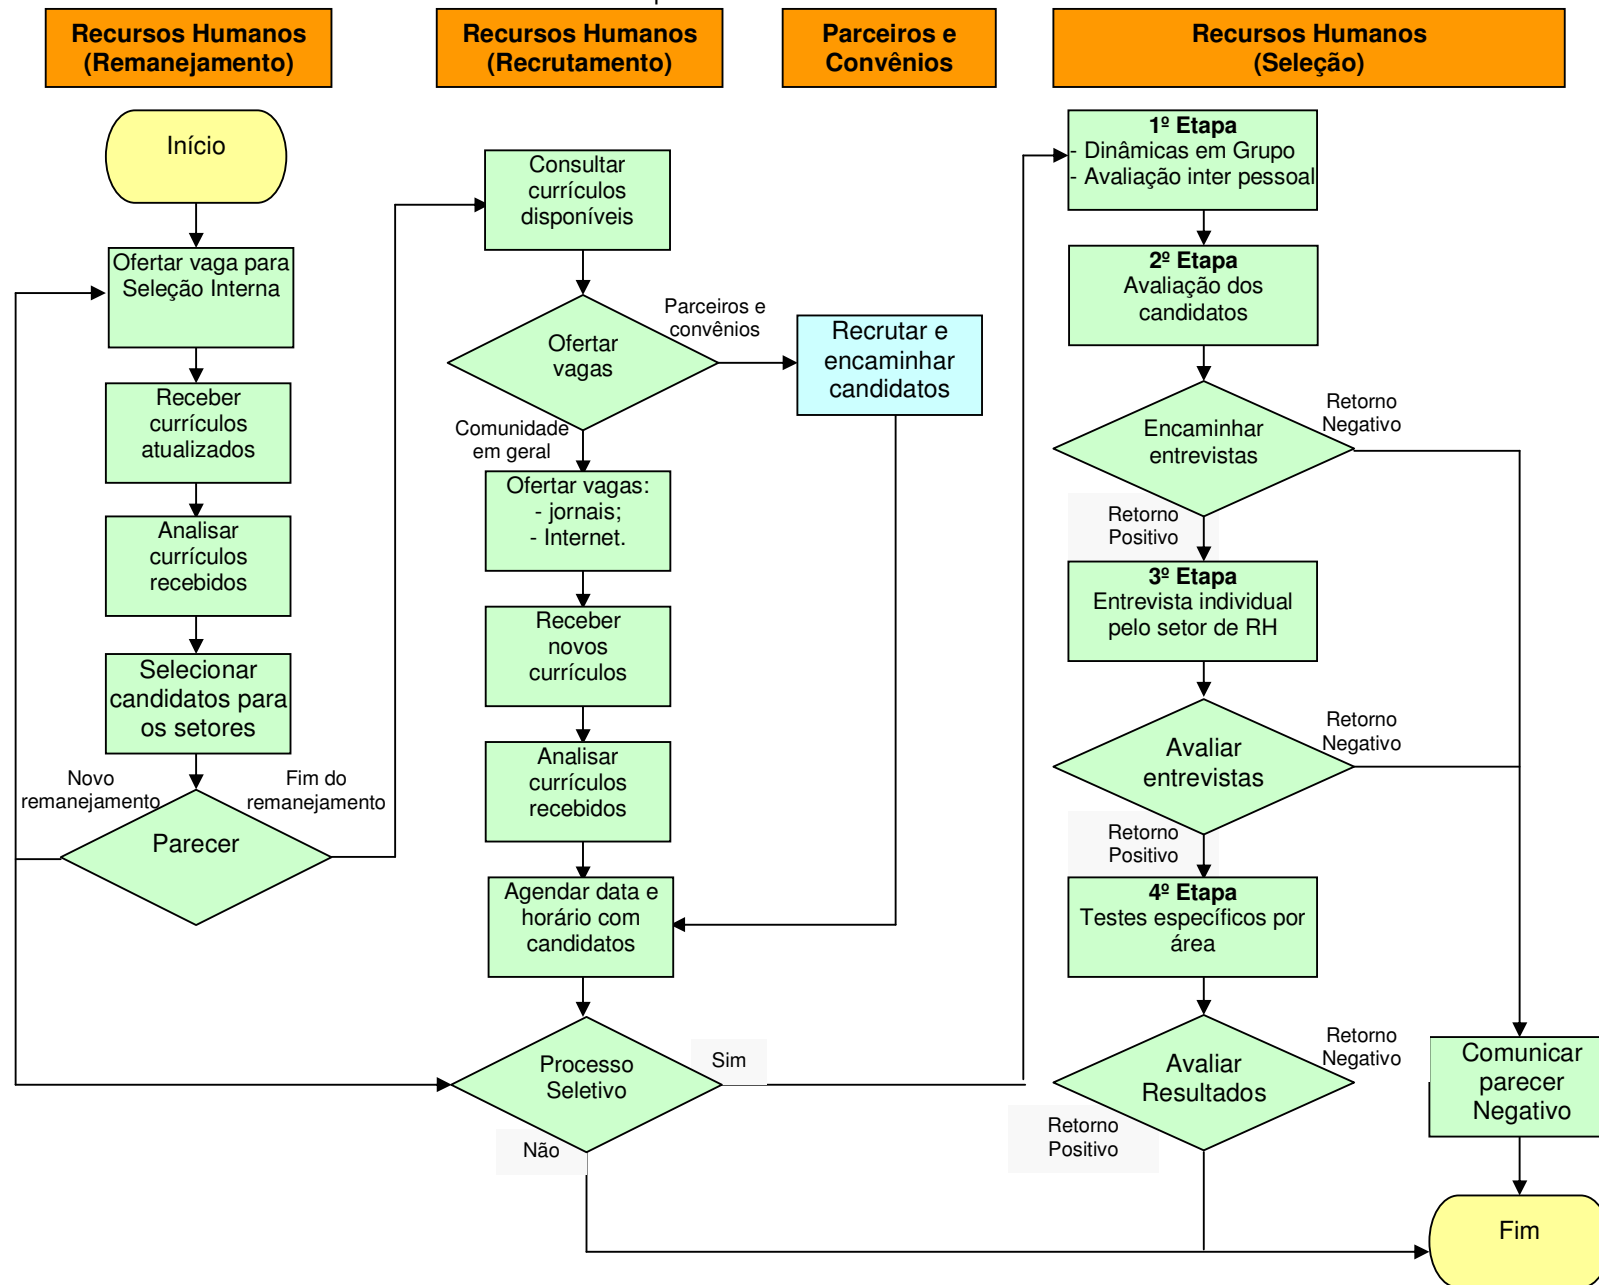 Recursos Humanos
(Remanejamento)
Recursos Humanos
(Recrutamento)
Parceiros e
Convênios
Recursos Humanos
(Seleção)
Início
Ofertar vaga para
Seleção Interna
Receber
currículos
atualizados
Analisar
currículos
recebidos
Selecionar
candidatos para
os setores
Novo
remanejamento
Fim do
remanejamento
Parecer
Consultar
currículos
disponíveis
Ofertar
vagas
Parceiros e
convênios
Comunidade
em geral
Ofertar vagas:
- jornais;
- Internet.
Receber
novos
currículos
Analisar
currículos
recebidos
Agendar data e
horário com
candidatos
Processo
Seletivo
Sim
Não
Recrutar e
encaminhar
candidatos
1º Etapa
- Dinâmicas em Grupo
- Avaliação inter pessoal
2º Etapa
Avaliação dos
candidatos
Encaminhar
entrevistas
Retorno
Negativo
Retorno
Positivo
3º Etapa
Entrevista individual
pelo setor de RH
Avaliar
entrevistas
Retorno
Negativo
Retorno
Positivo
4º Etapa
Testes específicos por
área
Avaliar
Resultados
Retorno
Negativo
Retorno
Positivo
Comunicar
parecer
Negativo
Fim